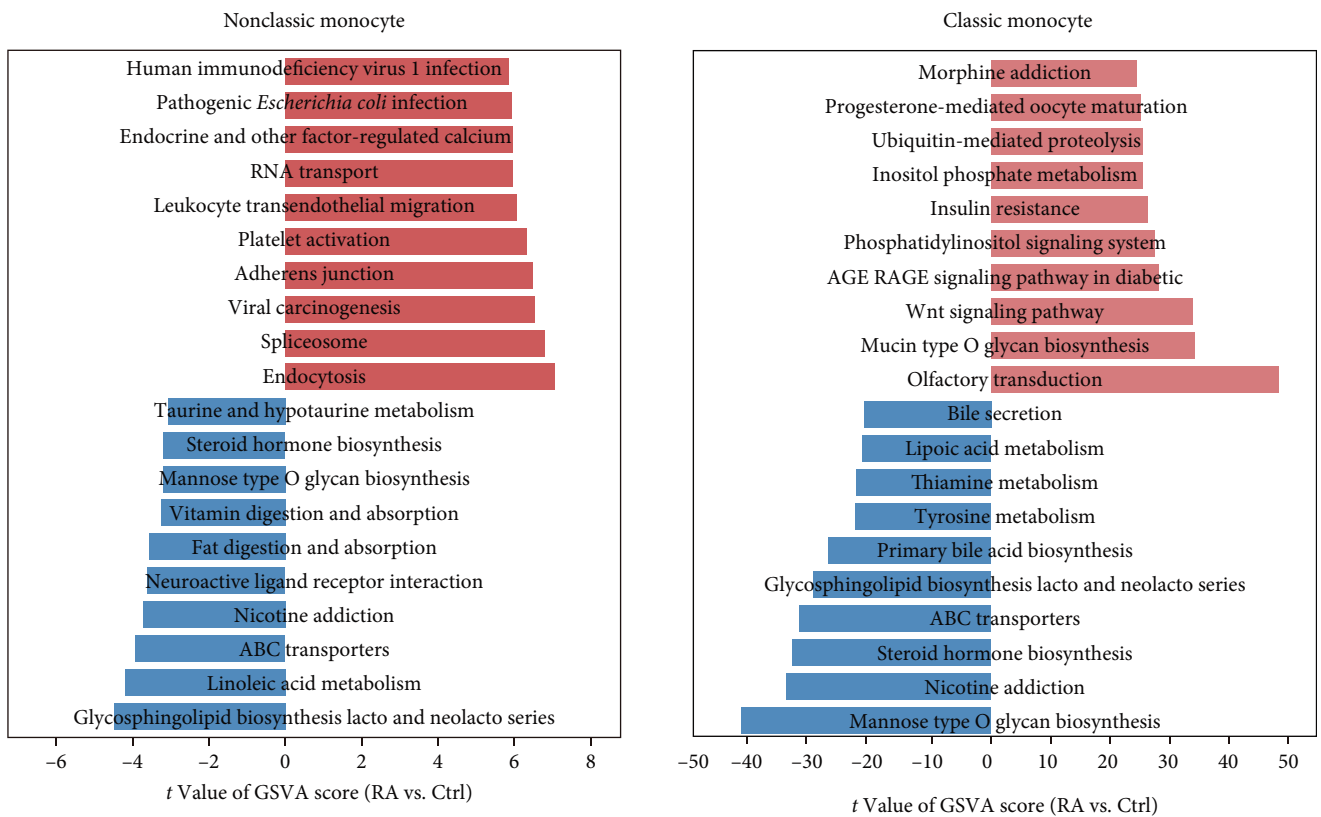 Nonclassic monocyte
Human immunodeficiency virus 1 infection
Pathogenic Escherichia coli infection
Endocrine and other factor-regulated calcium
RNA transport
Leukocyte transendothelial migration
Platelet activation
Adherens junction
Viral carcinogenesis
Spliceosome
Endocytosis
Taurine and hypotaurine metabolism
Steroid hormone biosynthesis
Mannose type O glycan biosynthesis
Vitamin digestion and absorption
Fat digestion and absorption
Neuroactive ligand receptor interaction
Nicotine addiction
ABC transporters
Linoleic acid metabolism
Glycosphingolipid biosynthesis lacto and neolacto series
–6 –4 –2 0 2 4 6 8
t Value of GSVA score (RA vs. Ctrl)
Classic monocyte
Morphine addiction
Progesterone-mediated oocyte maturation
Ubiquitin-mediated proteolysis
Inositol phosphate metabolism
Insulin resistance
Phosphatidylinositol signaling system
AGE RAGE signaling pathway in diabetic
Wnt signaling pathway
Mucin type O glycan biosynthesis
Olfactory transduction
Bile secretion
Lipoic acid metabolism
Thiamine metabolism
Tyrosine metabolism
Primary bile acid biosynthesis
Glycosphingolipid biosynthesis lacto and neolacto series
ABC transporters
Steroid hormone biosynthesis
Nicotine addiction
Mannose type O glycan biosynthesis
–50 –40 –30 –20 –10 0 10 20 30 40 50
t Value of GSVA score (RA vs. Ctrl)